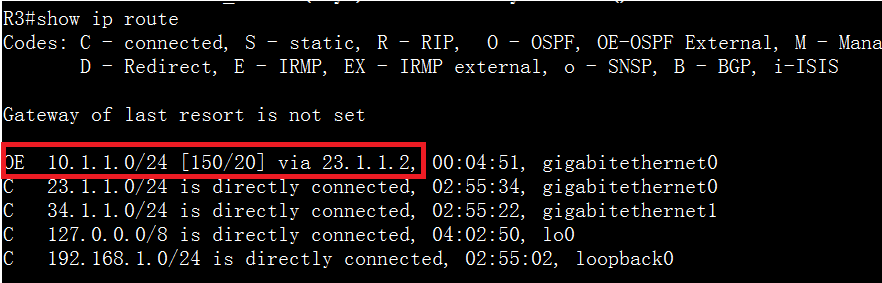 R3#show ip route
Codes: C - connected, S - static, R - RIP,  O - OSPF, OE-OSPF External, M - Mana
       D - Redirect, E - IRMP, EX - IRMP external, o - SNSP, B - BGP, i-ISIS
Gateway of last resort is not set
OE  10.1.1.0/24 [150/20] via 23.1.1.2, 00:04:51, gigabitethernet0
C   23.1.1.0/24 is directly connected, 02:55:34, gigabitethernet0
C   34.1.1.0/24 is directly connected, 02:55:22, gigabitethernet1
C   127.0.0.0/8 is directly connected, 04:02:50, lo0
C   192.168.1.0/24 is directly connected, 02:55:02, loopback0